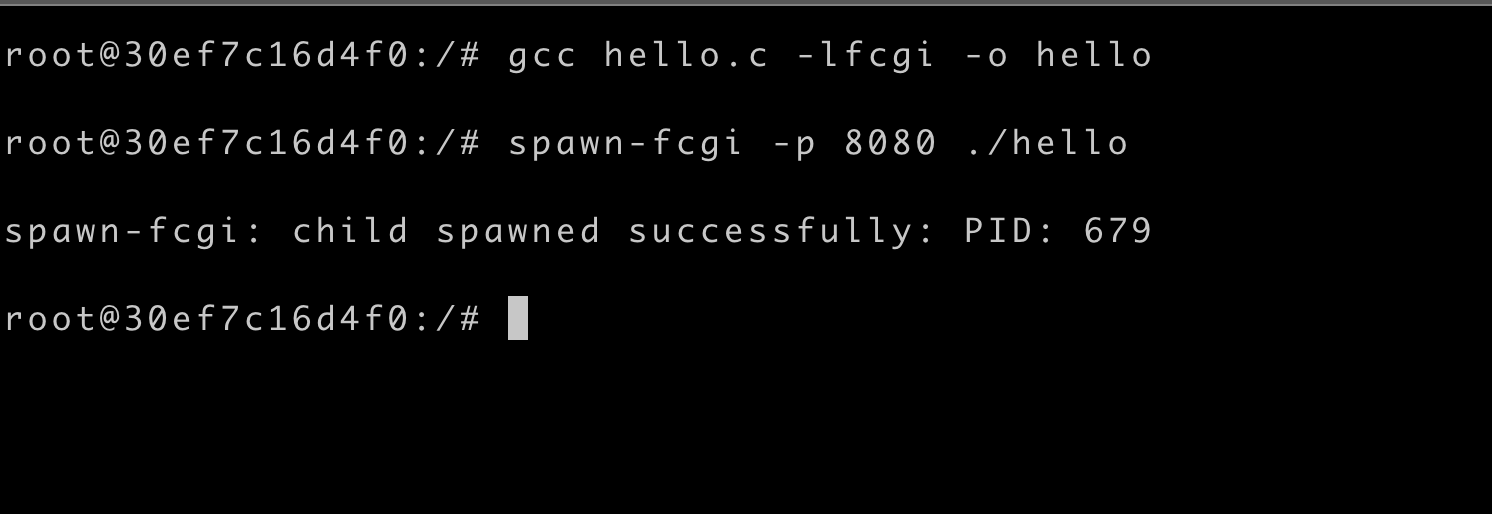 root@30ef7c16d4f0:/# gcc hello.c -lfcgi -o hello
root@30ef7c16d4f0:/# spawn-fcgi -p 8080 ./hello
spawn-fcgi: child spawned successfully: PID: 679
root@30ef7c16d4f0:/#